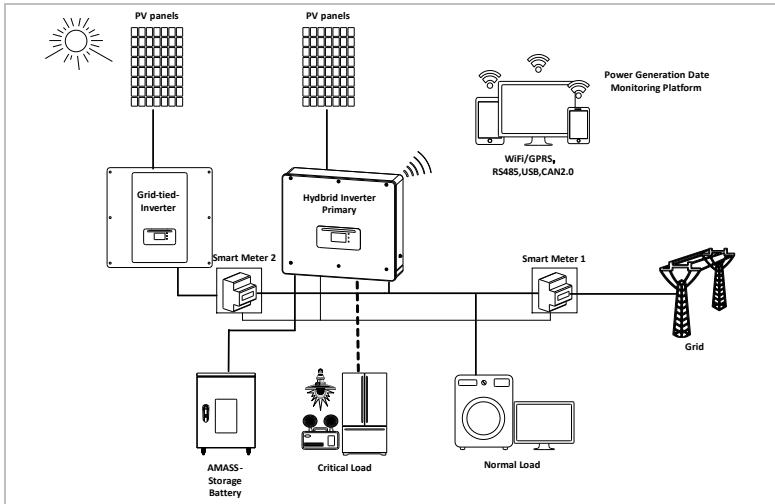 PV panels
PV panels
Power Generation Date
Monitoring Platform
WiFi/GPRS,
RS485,USB,CAN2.0
Grid-tied-
Inverter
Hydbrid Inverter
Primary
Smart Meter 2
Smart Meter 1
Grid
AMASS-
Storage
Battery
Critical Load
Normal Load